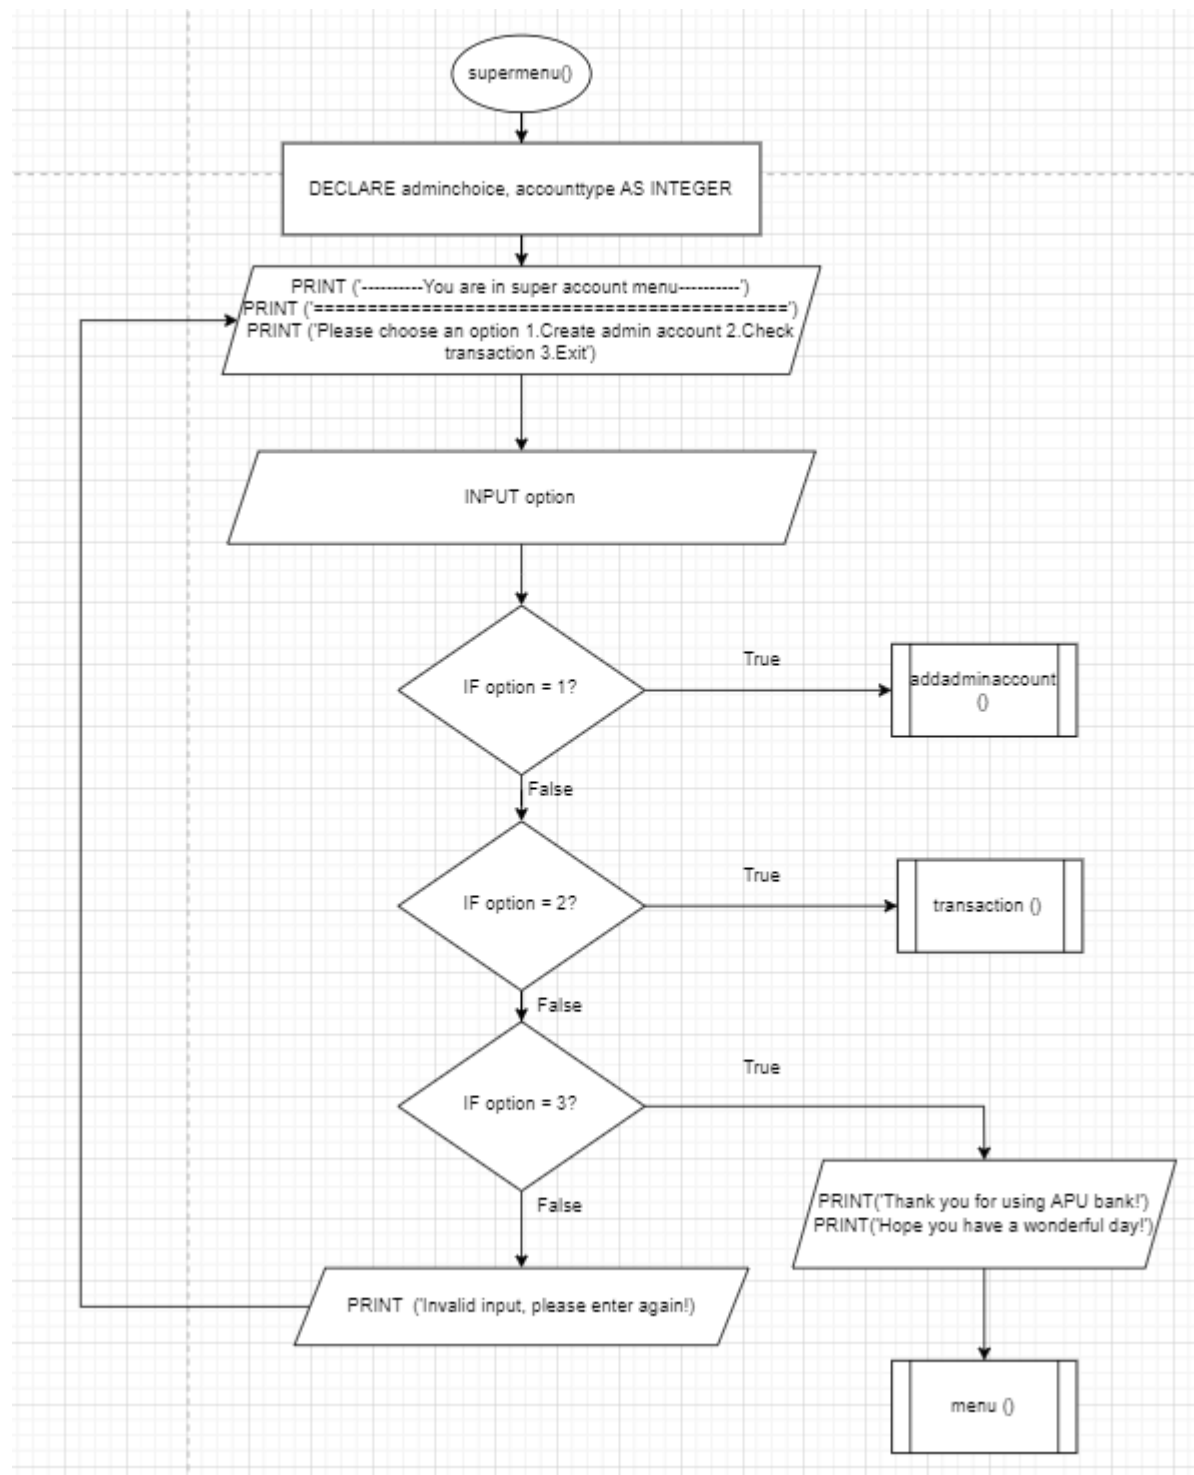 supermenu()
DECLARE adminchoice, accounttype AS INTEGER
PRINT ('----------You are in super account menu----------')
PRINT ('=============================================')
PRINT ('Please choose an option 1.Create admin account 2.Check
transaction 3.Exit')
INPUT option
IF option = 1?
True
addadminaccount
()
False
IF option = 2?
True
transaction ()
False
IF option = 3?
True
PRINT('Thank you for using APU bank!')
PRINT('Hope you have a wonderful day!')
False
PRINT  ('Invalid input, please enter again!)
menu ()